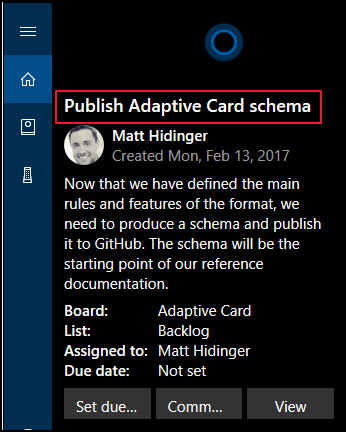 Publish Adaptive Card schema
Matt Hidinger
Created Mon, Feb 13, 2017
Now that we have defined the main
rules and features of the format, we
need to produce a schema and publish
it to GitHub. The schema will be the
starting point of our reference
documentation.
Board: Adaptive Card
List: Backlog
Assigned to: Matt Hidinger
Due date: Not set
Set due... Comm... View